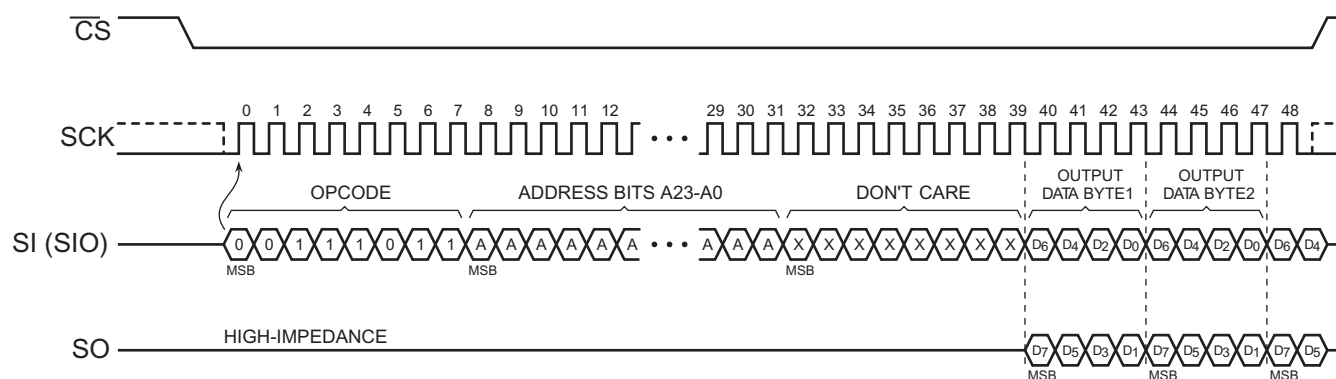 CS
0 1 2 3 4 5 6 7 8 9 10 11 12 29 30 31 32 33 34 35 36 37 38 39 40 41 42 43 44 45 46 47 48
SCK
OPCODE
ADDRESS BITS A23-A0
DON'T CARE
OUTPUT
DATA BYTE1
OUTPUT
DATA BYTE2
SI (SIO)
0 0 1 1 1 0 1 1 A A A A A A A A A X X X X X X X X D6 D4 D2 D0 D6 D4 D2 D0 D6 D4
MSB MSB MSB
HIGH-IMPEDANCE
SO
D7 D5 D3 D1 D7 D5 D3 D1 D7 D5
MSB MSB MSB